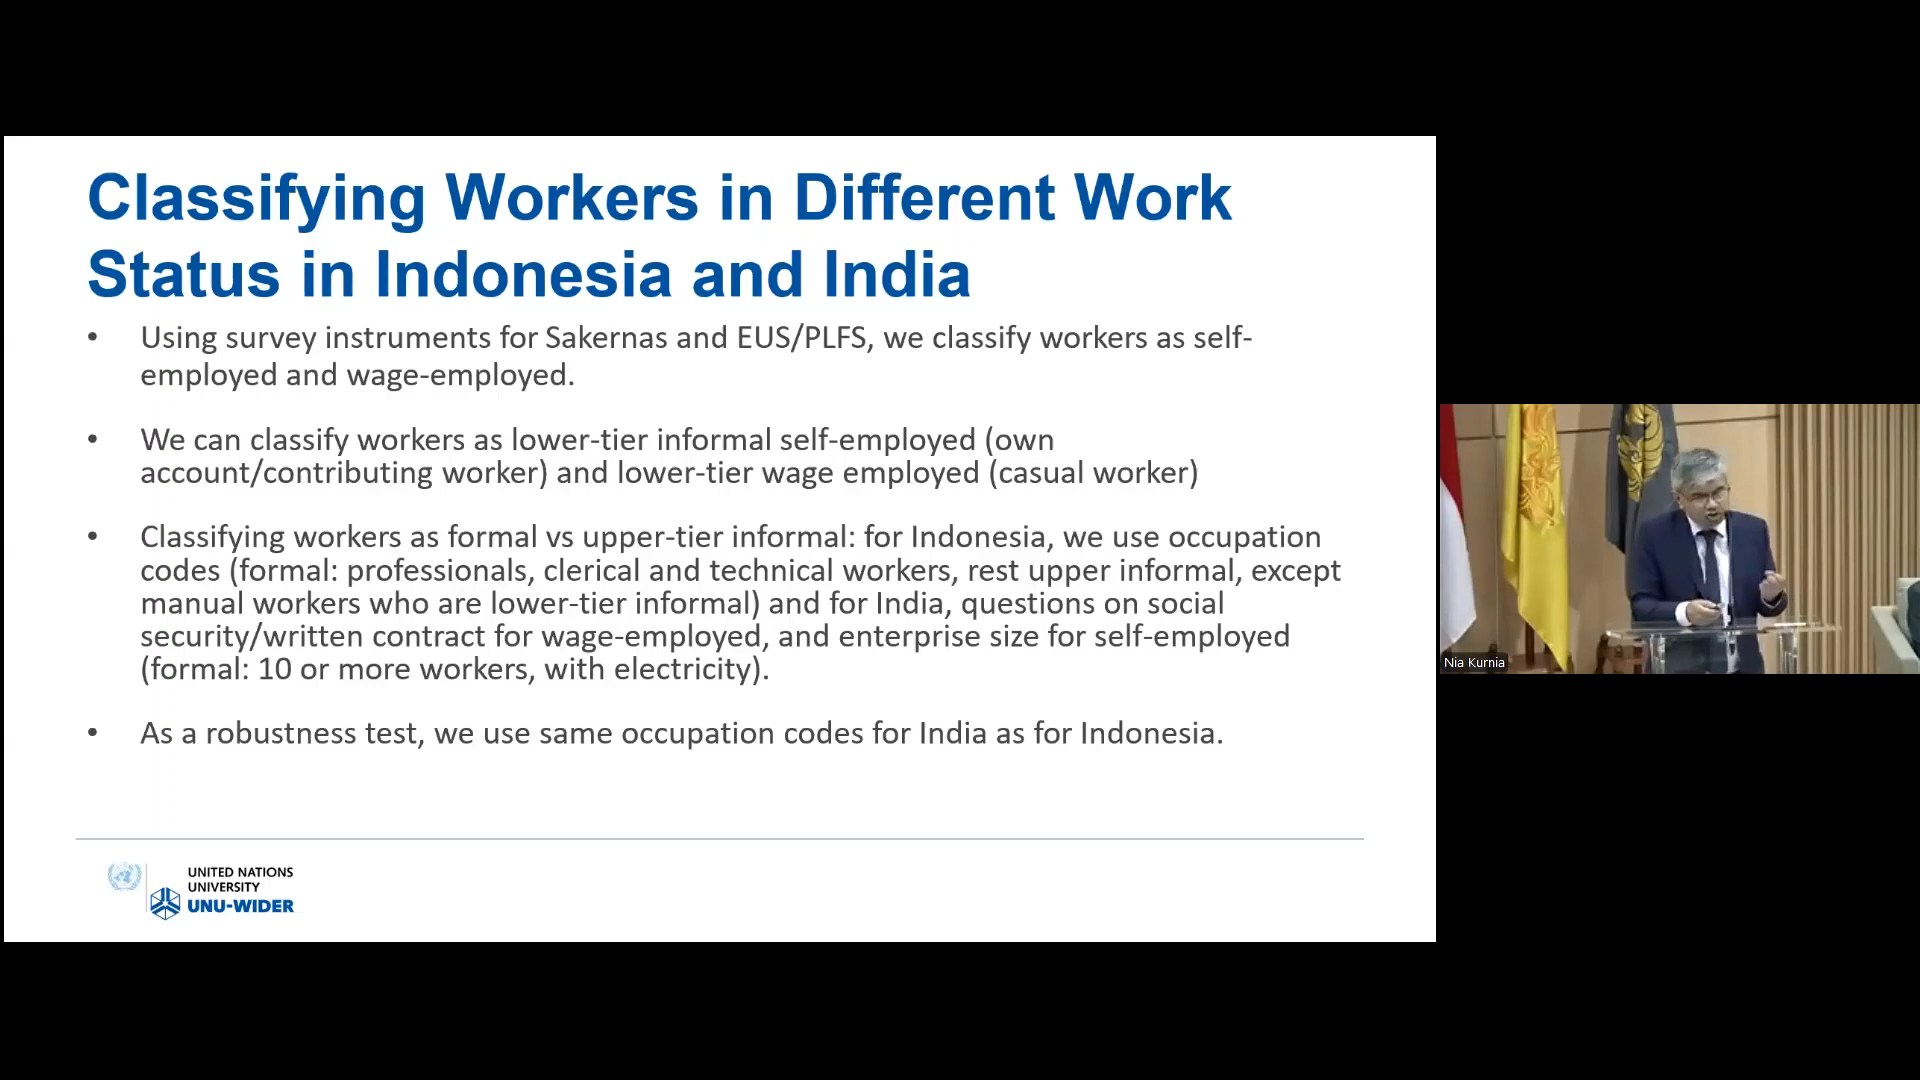 Classifying Workers in Different Work
Status in Indonesia and India
• Using survey instruments for Sakernas and EUS/PLFS, we classify workers as self-
employed and wage-employed.
• We can classify workers as lower-tier informal self-employed (own
account/contributing worker) and lower-tier wage employed (casual worker)
• Classifying workers as formal vs upper-tier informal: for Indonesia, we use occupation
codes (formal: professionals, clerical and technical workers, rest upper informal, except
manual workers who are lower-tier informal) and for India, questions on social
security/written contract for wage-employed, and enterprise size for self-employed
(formal: 10 or more workers, with electricity).
• As a robustness test, we use same occupation codes for India as for Indonesia.
UNITED NATIONS
UNIVERSITY
UNU-WIDER
Nia Kurnia